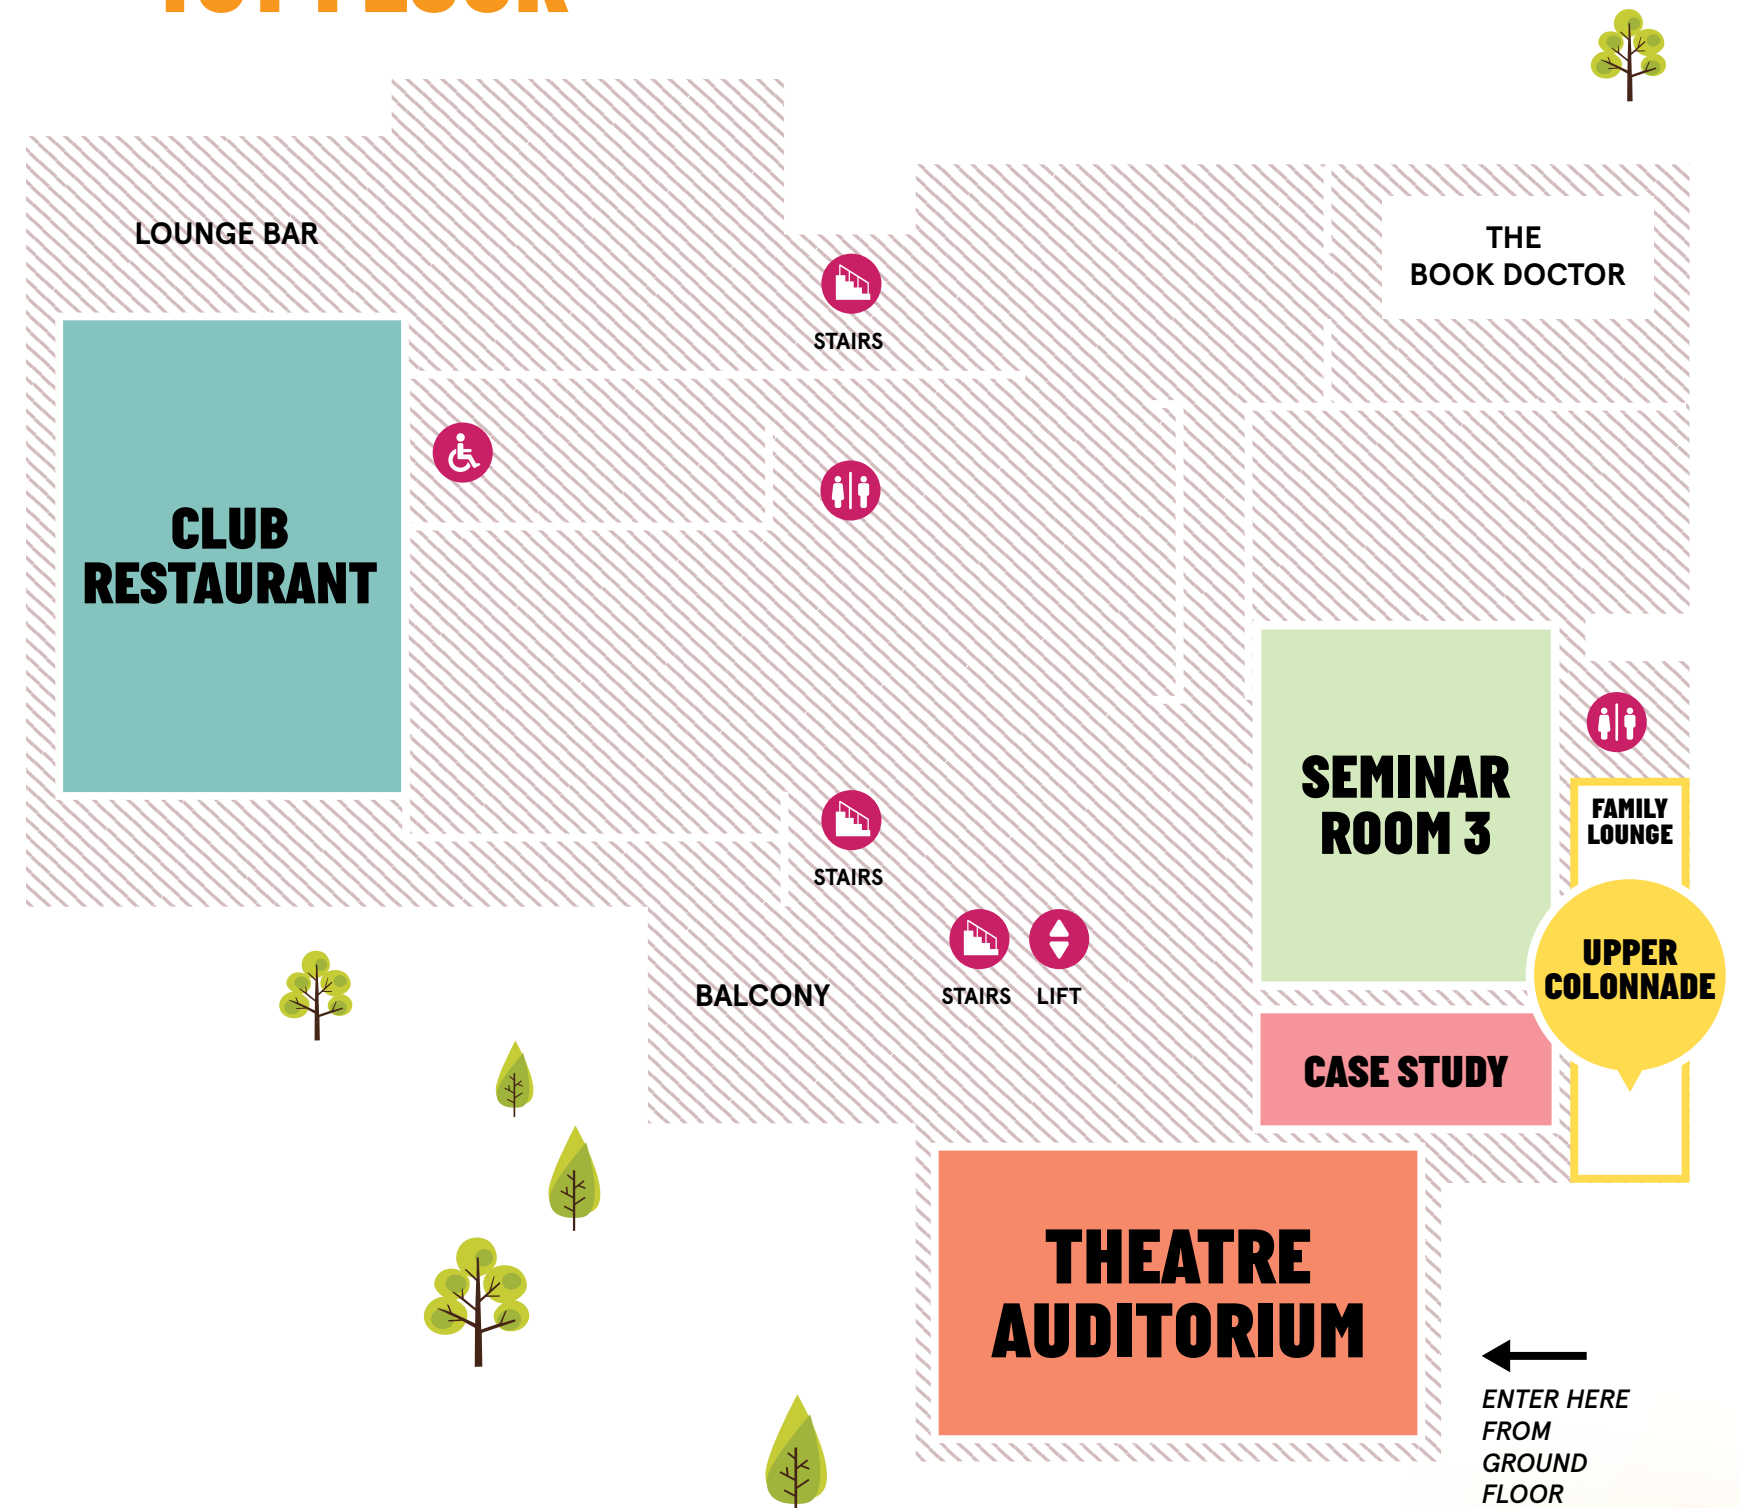 LOUNGE BAR
THE
BOOK DOCTOR
STAIRS
CLUB
RESTAURANT
SEMINAR
ROOM 3
FAMILY
LOUNGE
STAIRS
UPPER
COLONNADE
BALCONY
STAIRS
LIFT
CASE STUDY
THEATRE
AUDITORIUM
ENTER HERE
FROM
GROUND
FLOOR